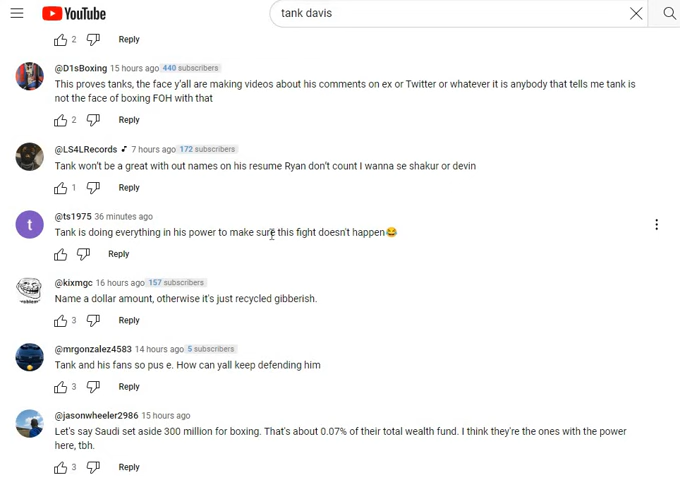 YouTube
tank davis
2 Reply
@D1sBoxing 15 hours ago 440 subscribers
This proves tanks, the face y'all are making videos about his comments on ex or Twitter or whatever it is anybody that tells me tank is
not the face of boxing FOH with that
2 Reply
@LS4LRecords 7 hours ago 172 subscribers
Tank won't be a great with out names on his resume Ryan don't count I wanna se shakur or devin
1 Reply
t
@ts1975 36 minutes ago
Tank is doing everything in his power to make sure this fight doesn't happen😂
Reply
@kixmgc 16 hours ago 157 subscribers
Name a dollar amount, otherwise it's just recycled gibberish.
3 Reply
@mrgonzalez4583 14 hours ago 5 subscribers
Tank and his fans so pus e. How can yall keep defending him
3 Reply
@jasonwheeler2986 15 hours ago
Let's say Saudi set aside 300 million for boxing. That's about 0.07% of their total wealth fund. I think they're the ones with the power
here, tbh.
3 Reply